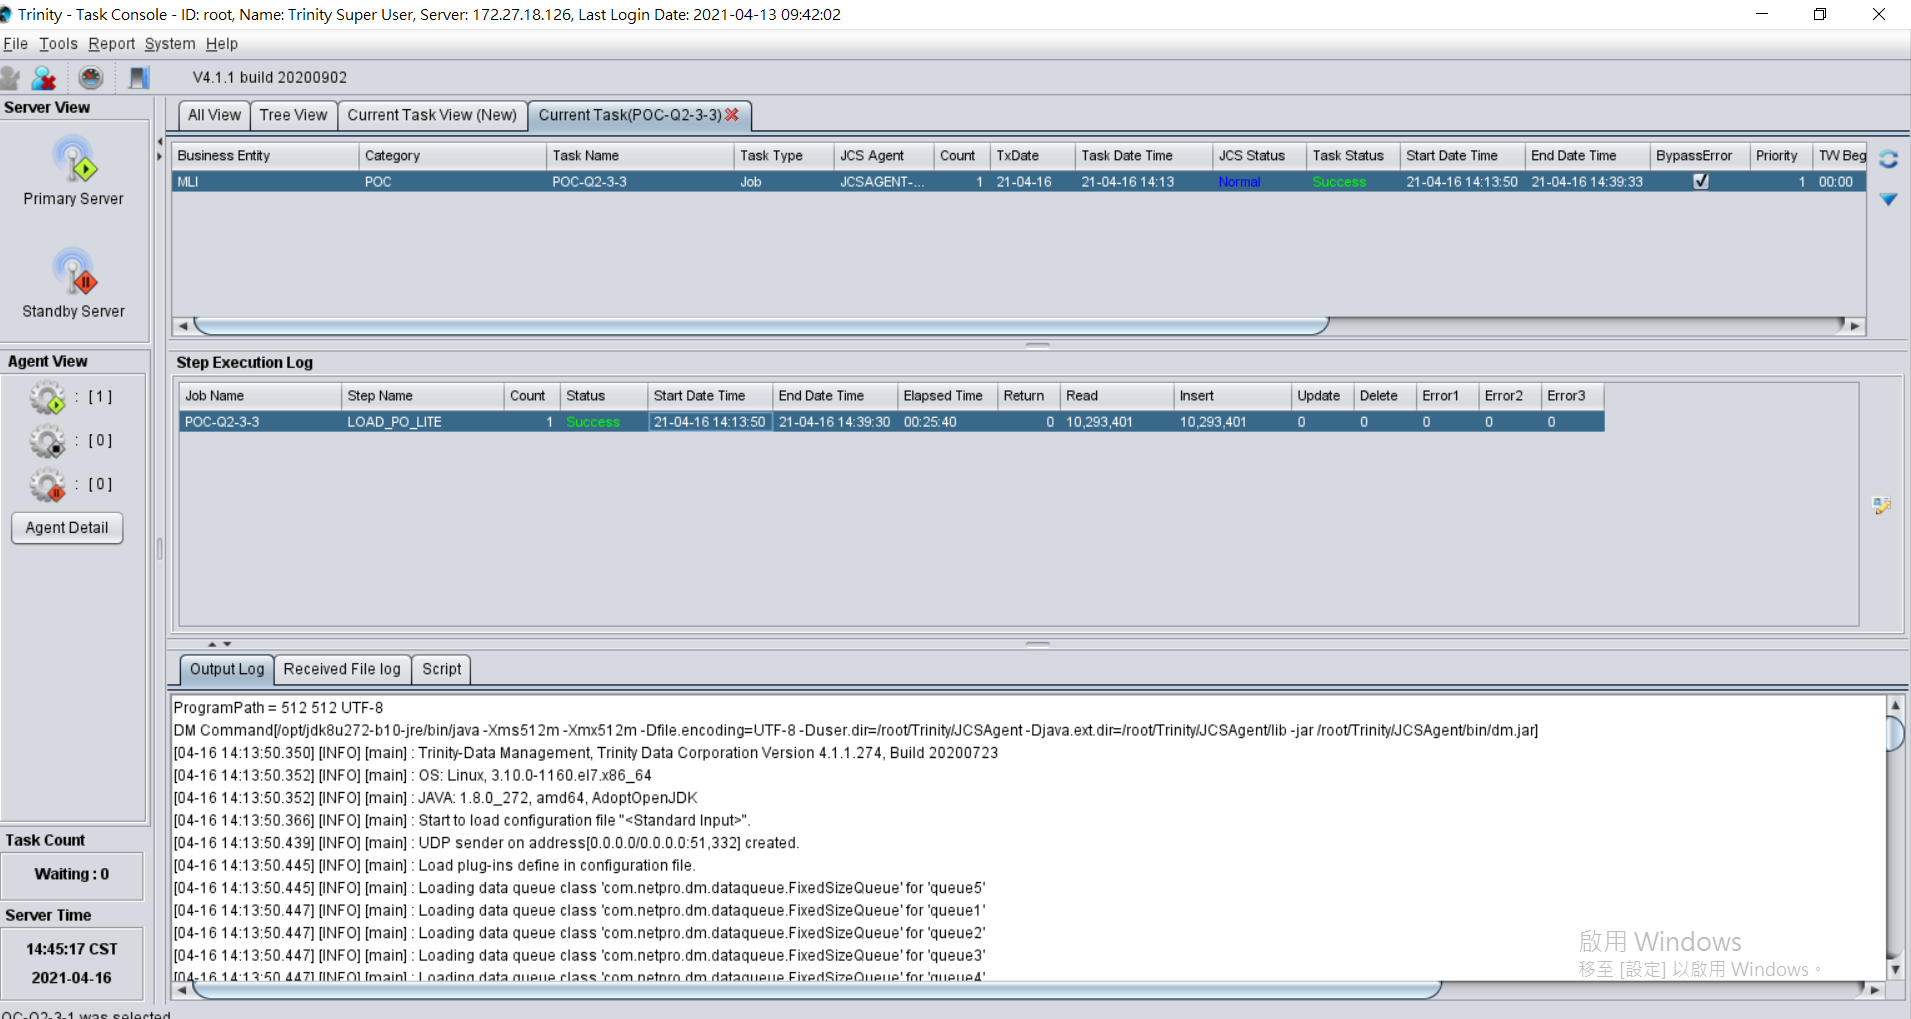 Trinity - Task Console - ID: root, Name: Trinity Super User, Server: 172.27.18.126, Last Login Date: 2021-04-13 09:42:02
File Tools Report System Help
V4.1.1 build 20200902
Server View
Primary Server
Standby Server
Agent View
: [1]
: [0]
: [0]
Agent Detail
Task Count
Waiting : 0
Server Time
14:45:17 CST
2021-04-16
All View Tree View Current Task View (New) Current Task(POC-Q2-3-3)
Business Entity Category Task Name Task Type JCS Agent Count TxDate Task Date Time JCS Status Task Status Start Date Time End Date Time BypassError Priority TW Beg
MLI POC POC-Q2-3-3 Job JCSAGENT-... 1 21-04-16 21-04-16 14:13 Normal Success 21-04-16 14:13:50 21-04-16 14:39:33 1 00:00
Step Execution Log
Job Name Step Name Count Status Start Date Time End Date Time Elapsed Time Return Read Insert Update Delete Error1 Error2 Error3
POC-Q2-3-3 LOAD_PO_LITE 1 Success 21-04-16 14:13:50 21-04-16 14:39:30 00:25:40 0 10,293,401 10,293,401 0 0 0 0 0
Output Log Received File log Script
ProgramPath = 512 512 UTF-8
DM Command[/opt/jdk8u272-b10-jre/bin/java -Xms512m -Xmx512m -Dfile.encoding=UTF-8 -Duser.dir=/root/Trinity/JCSAgent -Djava.ext.dir=/root/Trinity/JCSAgent/lib -jar /root/Trinity/JCSAgent/bin/dm.jar]
[04-16 14:13:50.350] [INFO] [main] : Trinity-Data Management, Trinity Data Corporation Version 4.1.1.274, Build 20200723
[04-16 14:13:50.352] [INFO] [main] : OS: Linux, 3.10.0-1160.el7.x86_64
[04-16 14:13:50.352] [INFO] [main] : JAVA: 1.8.0_272, amd64, AdoptOpenJDK
[04-16 14:13:50.366] [INFO] [main] : Start to load configuration file "<Standard Input>".
[04-16 14:13:50.439] [INFO] [main] : UDP sender on address[0.0.0.0/0.0.0.0:51,332] created.
[04-16 14:13:50.445] [INFO] [main] : Load plug-ins define in configuration file.
[04-16 14:13:50.445] [INFO] [main] : Loading data queue class 'com.netpro.dm.dataqueue.FixedSizeQueue' for 'queue5'
[04-16 14:13:50.447] [INFO] [main] : Loading data queue class 'com.netpro.dm.dataqueue.FixedSizeQueue' for 'queue1'
[04-16 14:13:50.447] [INFO] [main] : Loading data queue class 'com.netpro.dm.dataqueue.FixedSizeQueue' for 'queue2'
[04-16 14:13:50.447] [INFO] [main] : Loading data queue class 'com.netpro.dm.dataqueue.FixedSizeQueue' for 'queue3'
[04-16 14:13:50.447] [INFO] [main] : Loading data queue class 'com.netpro.dm.dataqueue.FixedSizeQueue' for 'queue4'
啟用 Windows
移至 [設定] 以啟用 Windows。
OC-Q2-3-1 was selected